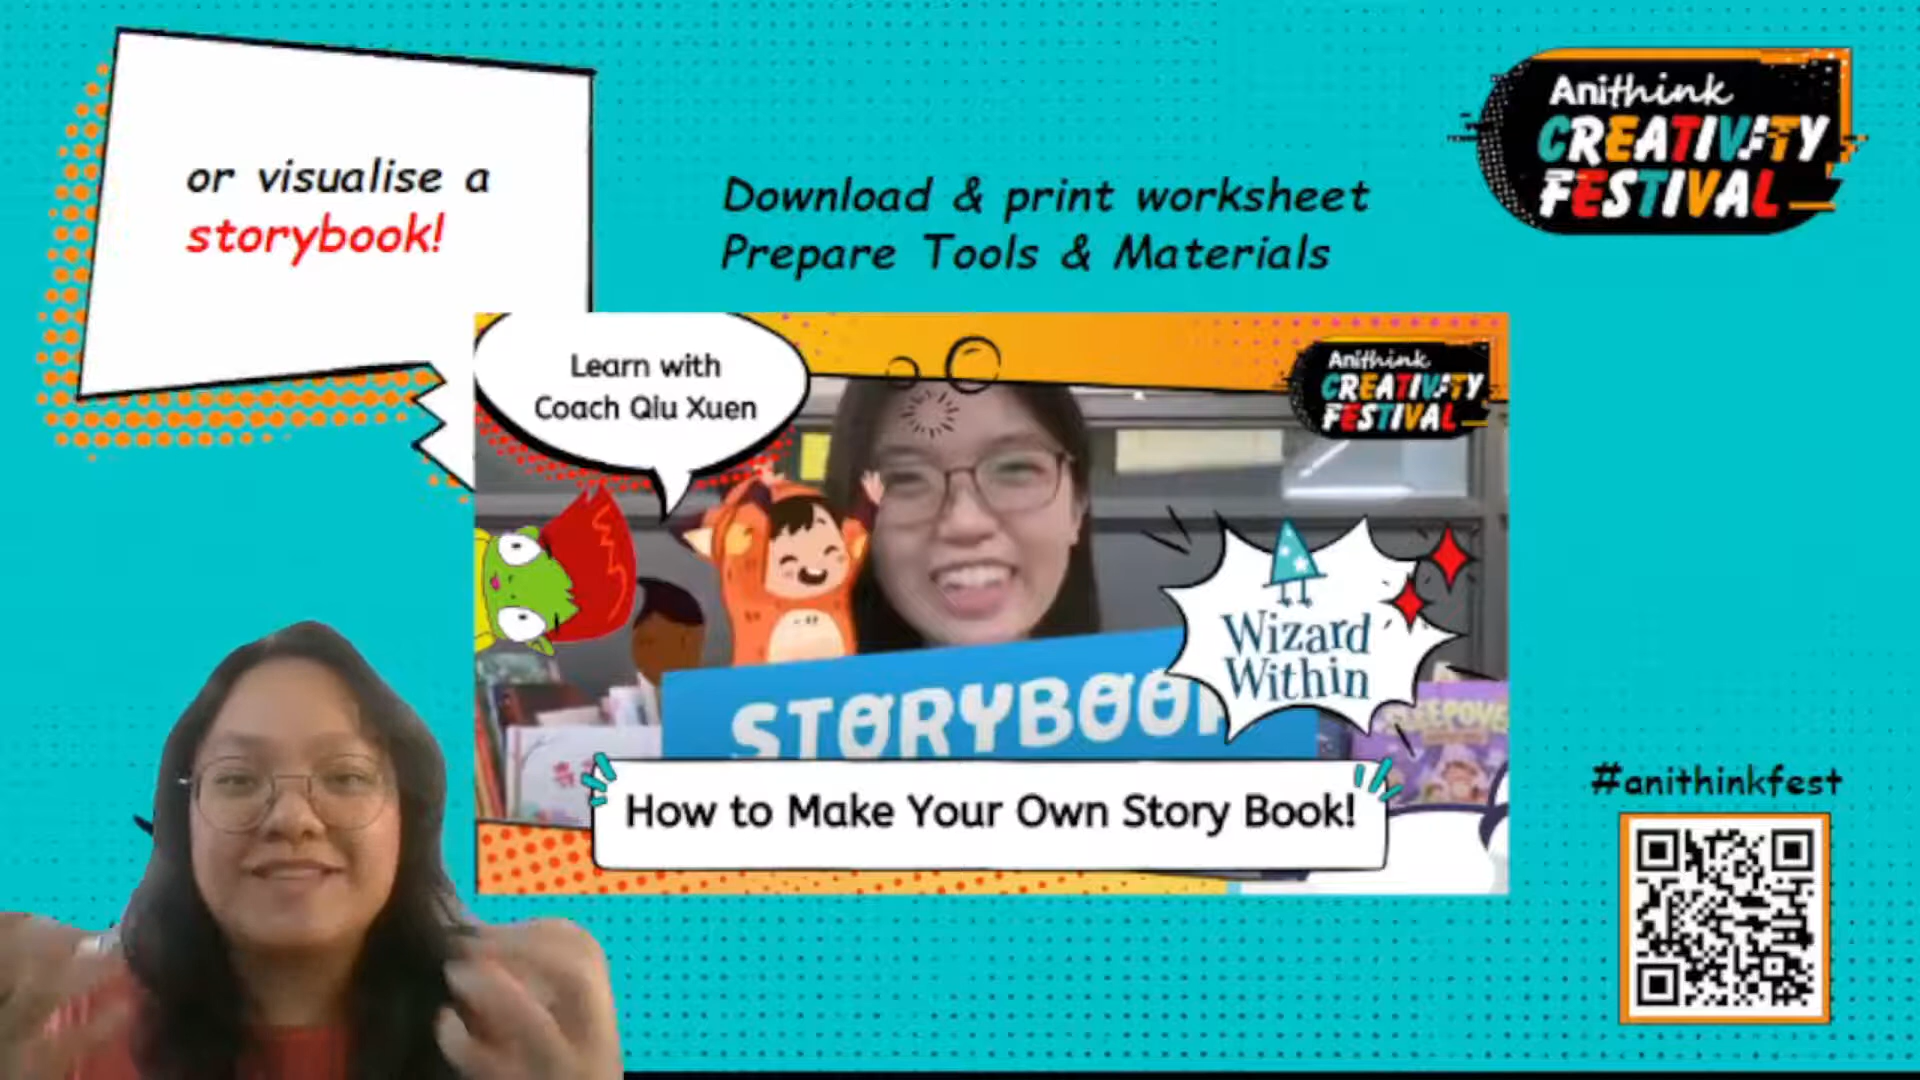 or visualise a
storybook!
Download & print worksheet
Prepare Tools & Materials
Anithink
CREATIVITY
FESTIVAL
Learn with
Coach Qiu Xuen
Anithink
CREATIVITY
FESTIVAL
Wizard
Within
How to Make Your Own Story Book!
#anithinkfest